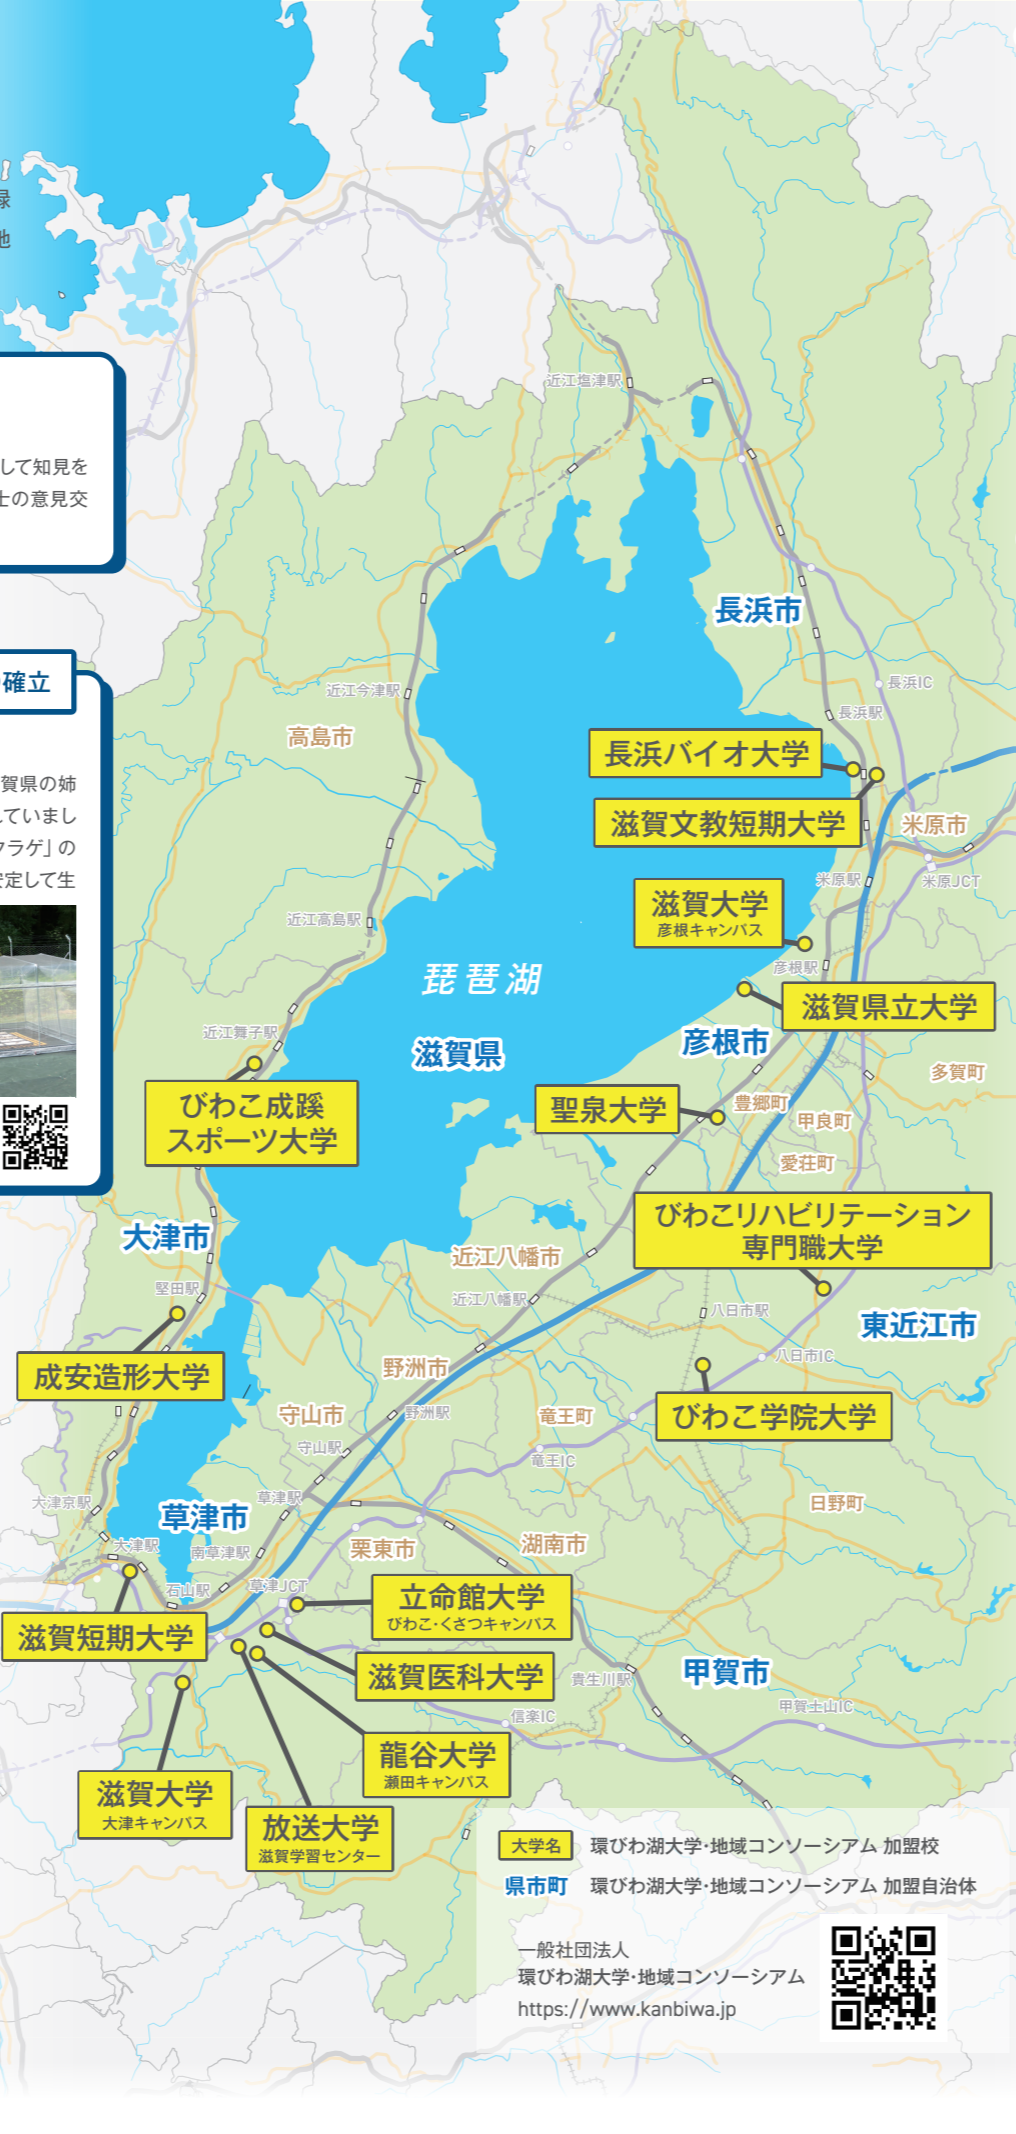 緑
地
して知見を
士の意見交
確立
賀県の姉
していまし
クラゲ」の
安定して生
近江塩津駅
長浜市
近江今津駅
長浜IC
長浜駅
高島市
長浜バイオ大学
滋賀文教短期大学
米原市
米原駅
米原JCT
滋賀大学
彦根キャンパス
近江高島駅
彦根駅
琵琶湖
滋賀県立大学
近江舞子駅
滋賀県
彦根市
多賀町
びわこ成蹊
スポーツ大学
聖泉大学
豊郷町
甲良町
愛荘町
大津市
びわこリハビリテーション
専門職大学
近江八幡市
堅田駅
近江八幡駅
八日市駅
東近江市
成安造形大学
野洲市
八日市IC
守山市
野洲駅
竜王町
びわこ学院大学
守山駅
竜王IC
大津京駅
草津駅
日野町
草津市
大津駅
南草津駅
栗東市
湖南市
石山駅
草津JCT
立命館大学
びわこ・くさつキャンパス
滋賀短期大学
滋賀医科大学
貴生川駅
甲賀市
信楽IC
甲賀土山IC
龍谷大学
瀬田キャンパス
滋賀大学
大津キャンパス
放送大学
滋賀学習センター
大学名 環びわ湖大学・地域コンソーシアム 加盟校
県市町 環びわ湖大学・地域コンソーシアム 加盟自治体
一般社団法人
環びわ湖大学・地域コンソーシアム
https://www.kanbiwa.jp